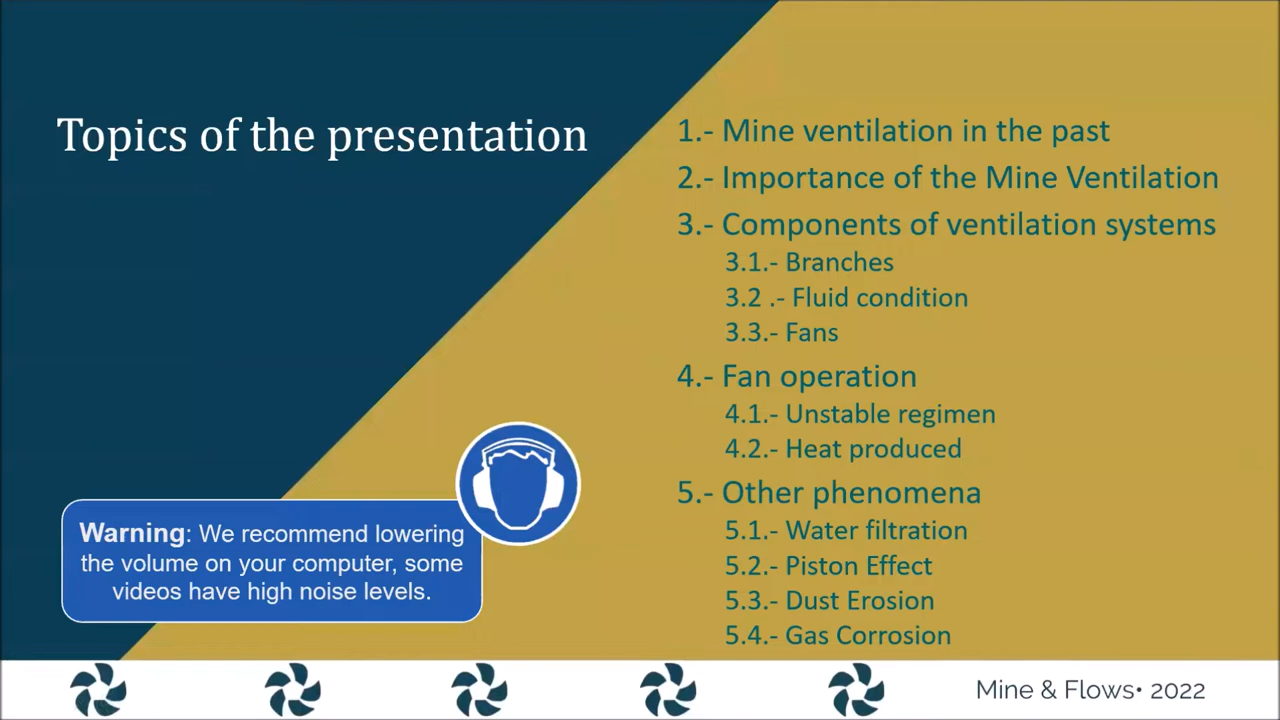 Topics of the presentation
1.- Mine ventilation in the past
2.- Importance of the Mine Ventilation
3.- Components of ventilation systems
3.1.- Branches
3.2 .- Fluid condition
3.3.- Fans
4.- Fan operation
4.1.- Unstable regimen
4.2.- Heat produced
5.- Other phenomena
5.1.- Water filtration
5.2.- Piston Effect
5.3.- Dust Erosion
5.4.- Gas Corrosion
Warning: We recommend lowering
the volume on your computer, some
videos have high noise levels.
Mine & Flows• 2022